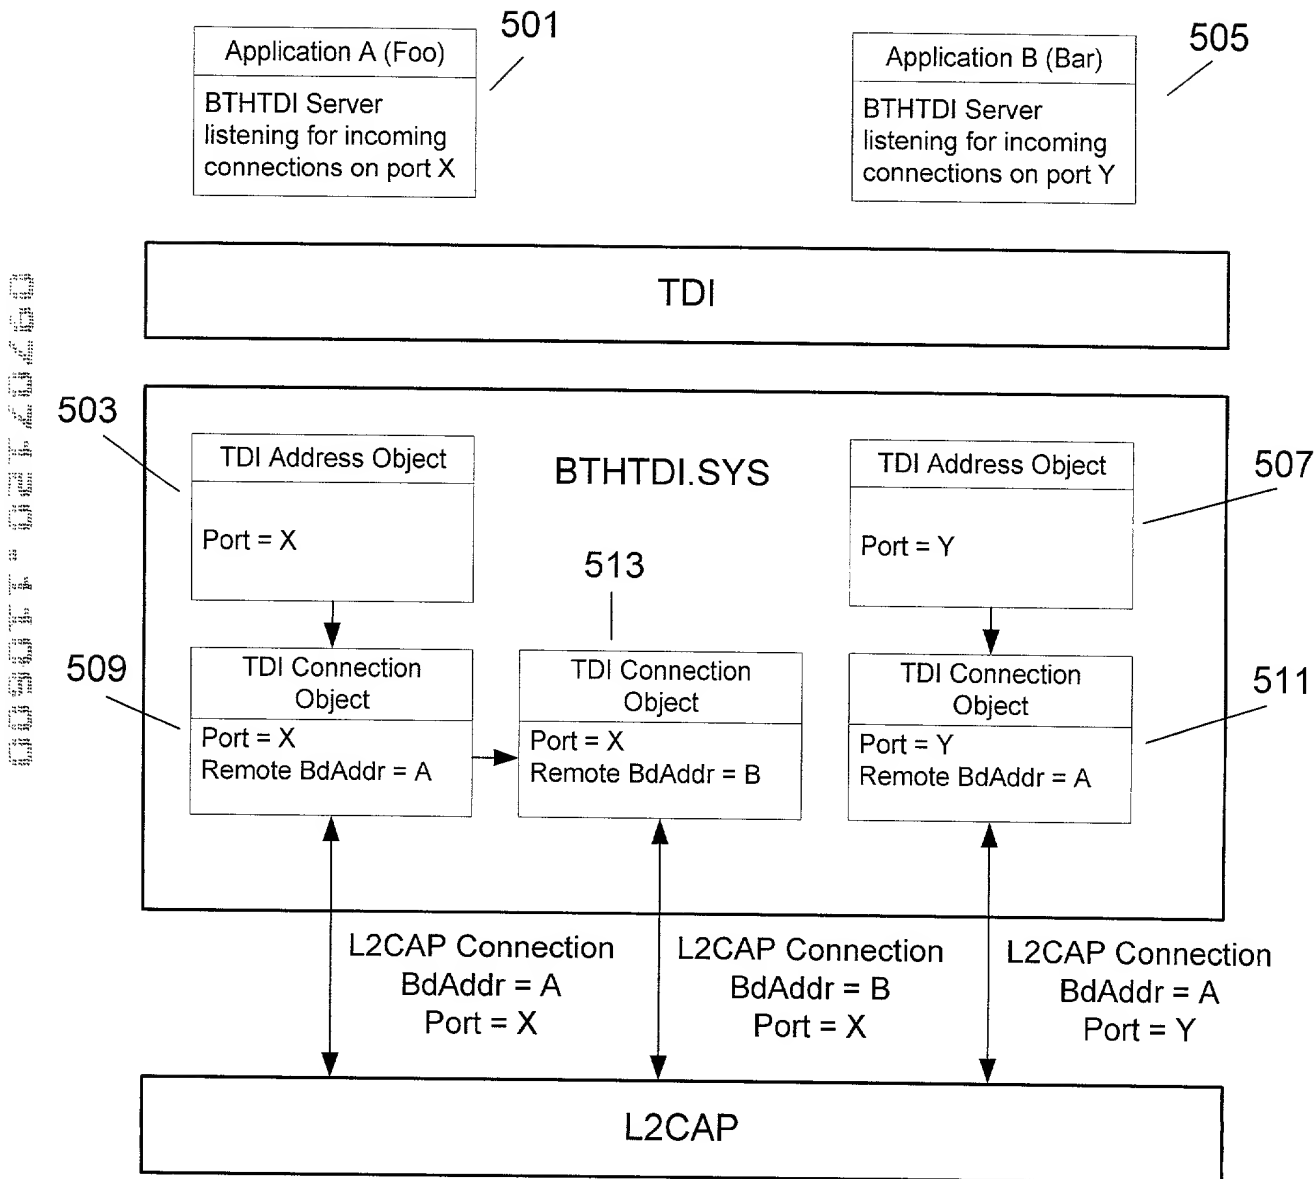 501
505
Application A (Foo)
BTHTDI Server
listening for incoming
connections on port X
Application B (Bar)
BTHTDI Server
listening for incoming
connections on port Y
TDI
503
507
BTHTDI.SYS
TDI Address Object
Port = X
TDI Address Object
Port = Y
513
509
511
TDI Connection
Object
Port = X
Remote BdAddr = A
TDI Connection
Object
Port = X
Remote BdAddr = B
TDI Connection
Object
Port = Y
Remote BdAddr = A
L2CAP Connection
BdAddr = A
Port = X
L2CAP Connection
BdAddr = B
Port = X
L2CAP Connection
BdAddr = A
Port = Y
L2CAP